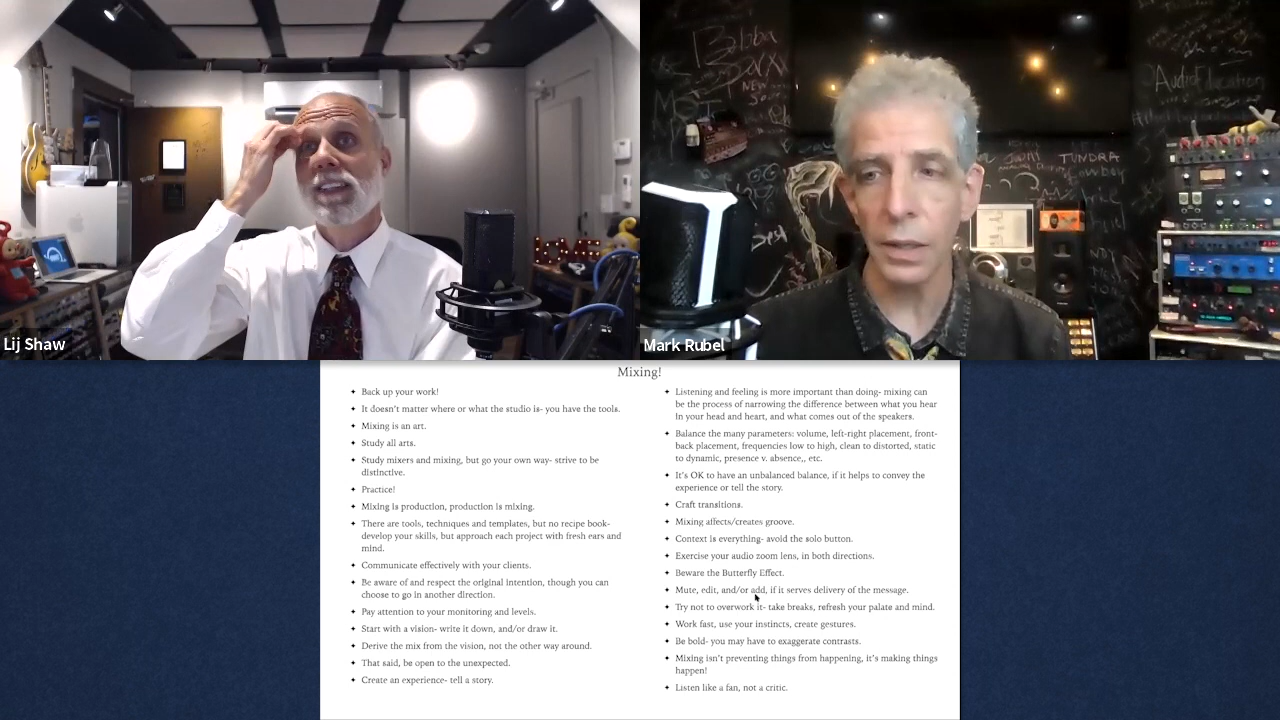 Bibba
NEW
Audio Education
TUNDRA
Cowboy
Lij Shaw
Mark Rubel
Mixing!
✦ Back up your work!
✦ It doesn't matter where or what the studio is- you have the tools.
✦ Mixing is an art.
✦ Study all arts.
✦ Study mixers and mixing, but go your own way- strive to be
distinctive.
✦ Practice!
✦ Mixing is production, production is mixing.
✦ There are tools, techniques and templates, but no recipe book-
develop your skills, but approach each project with fresh ears and
mind.
✦ Communicate effectively with your clients.
✦ Be aware of and respect the original intention, though you can
choose to go in another direction.
✦ Pay attention to your monitoring and levels.
✦ Start with a vision- write it down, and/or draw it.
✦ Derive the mix from the vision, not the other way around.
✦ That said, be open to the unexpected.
✦ Create an experience- tell a story.
✦ Listening and feeling is more important than doing- mixing can
be the process of narrowing the difference between what you hear
in your head and heart, and what comes out of the speakers.
✦ Balance the many parameters: volume, left-right placement, front-
back placement, frequencies low to high, clean to distorted, static
to dynamic, presence v. absence,, etc.
✦ It's OK to have an unbalanced balance, if it helps to convey the
experience or tell the story.
✦ Craft transitions.
✦ Mixing affects/creates groove.
✦ Context is everything- avoid the solo button.
✦ Exercise your audio zoom lens, in both directions.
✦ Beware the Butterfly Effect.
✦ Mute, edit, and/or add, if it serves delivery of the message.
✦ Try not to overwork it- take breaks, refresh your palate and mind.
✦ Work fast, use your instincts, create gestures.
✦ Be bold- you may have to exaggerate contrasts.
✦ Mixing isn't preventing things from happening, it's making things
happen!
✦ Listen like a fan, not a critic.